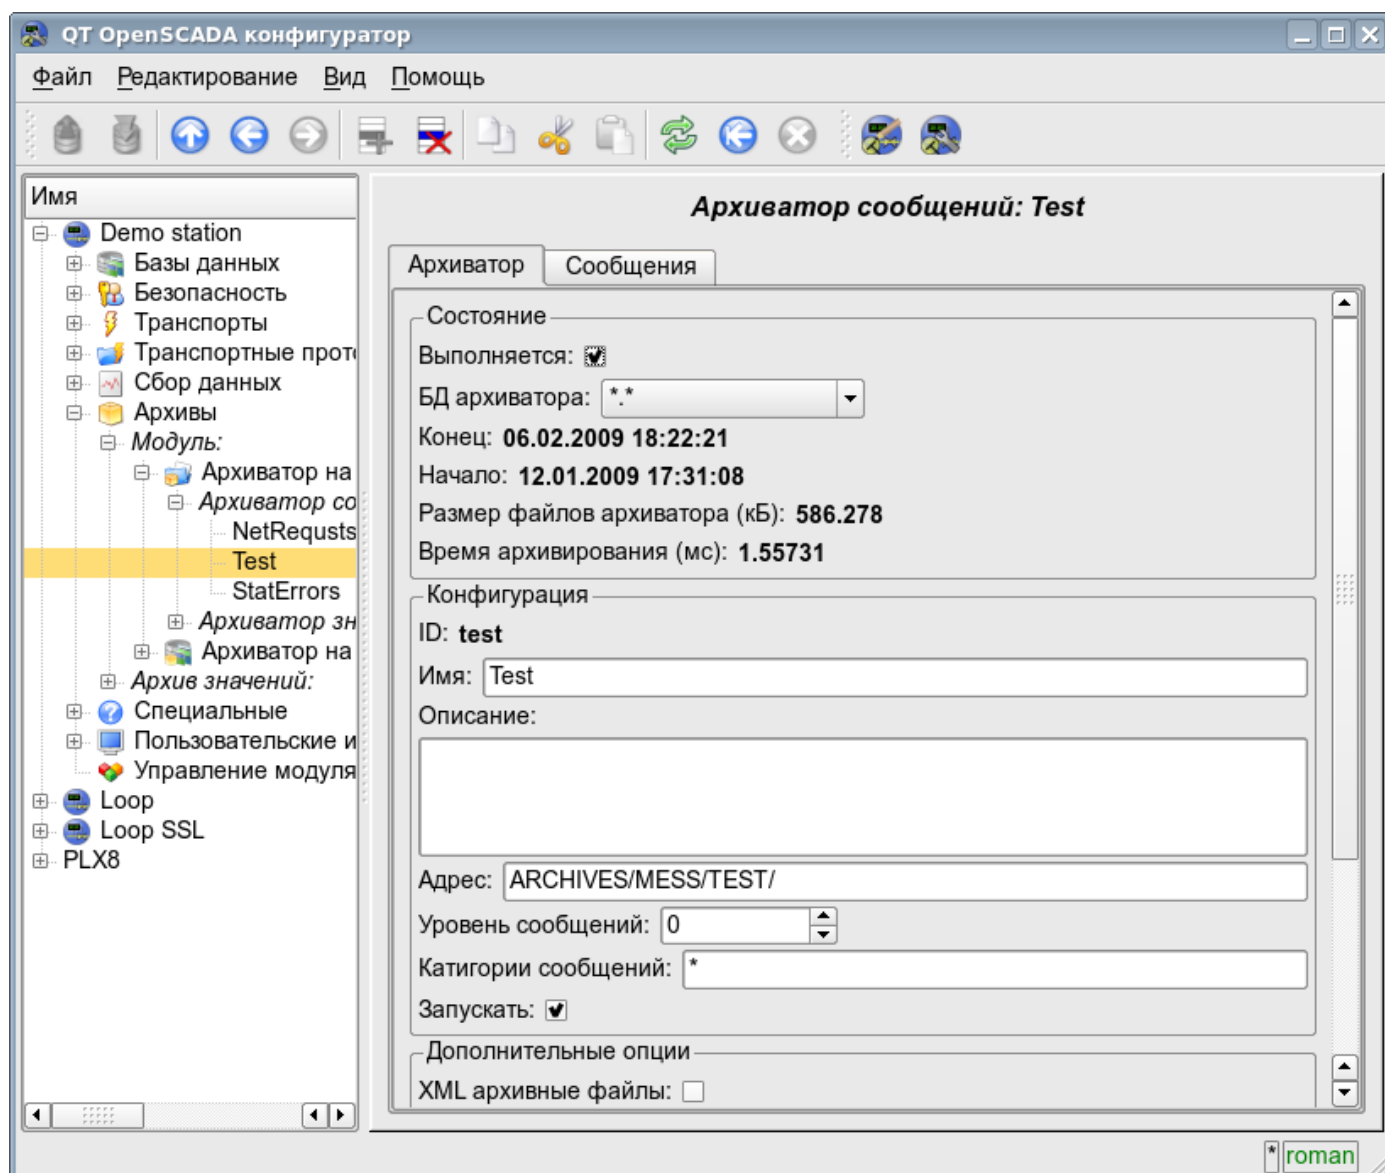 QT OpenSCADA конфигуратор
Файл Редактирование Вид Помощь
Имя
Demo station
Базы данных
Безопасность
Транспорты
Транспортные прот
Сбор данных
Архивы
Модуль:
Архиватор на
Архиватор со
NetRequsts
Test
StatErrors
Архиватор зн
Архиватор на
Архив значений:
Специальные
Пользовательские и
Управление модуля
Loop
Loop SSL
PLX8
Архиватор сообщений: Test
Архиватор Сообщения
Состояние
Выполняется:
БД архиватора: *.*
Конец: 06.02.2009 18:22:21
Начало: 12.01.2009 17:31:08
Размер файлов архиватора (кБ): 586.278
Время архивирования (мс): 1.55731
Конфигурация
ID: test
Имя: Test
Описание:
Адрес: ARCHIVES/MESS/TEST/
Уровень сообщений: 0
Катигории сообщений: *
Запускать:
Дополнительные опции
XML архивные файлы:
* roman